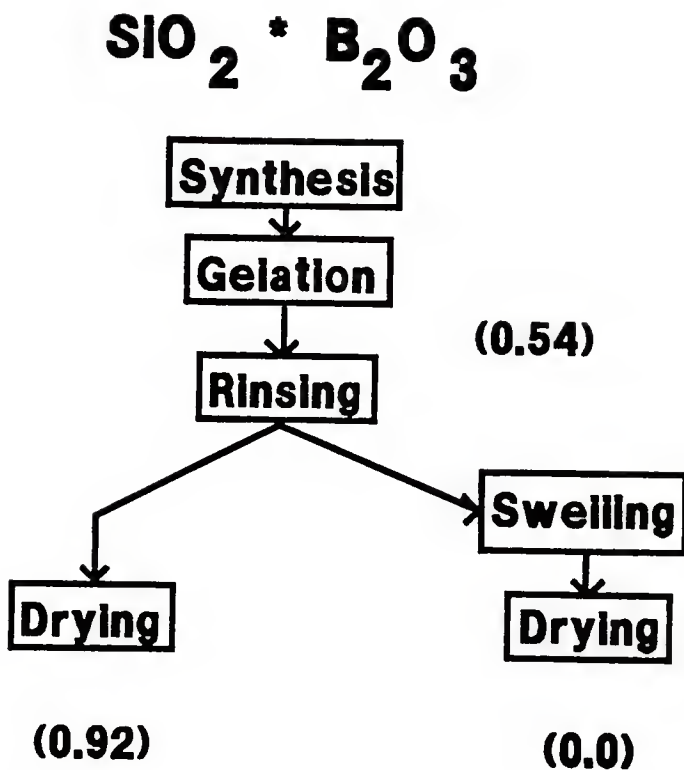 SiO2 * B2O3
Synthesis
Gelation
(0.54)
Rinsing
Swelling
Drying
Drying
(0.92)
(0.0)